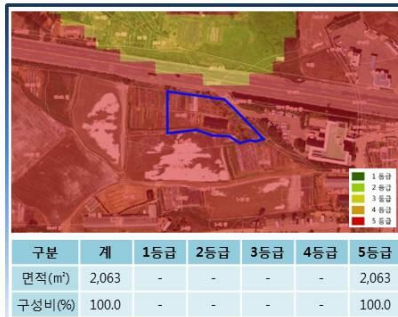 1 등급
2 등급
3 등급
4 등급
5 등급
구분 계 1등급 2등급 3등급 4등급 5등급
면적(㎡) 2,063 - - - - 2,063
구성비(%) 100.0 - - - - 100.0